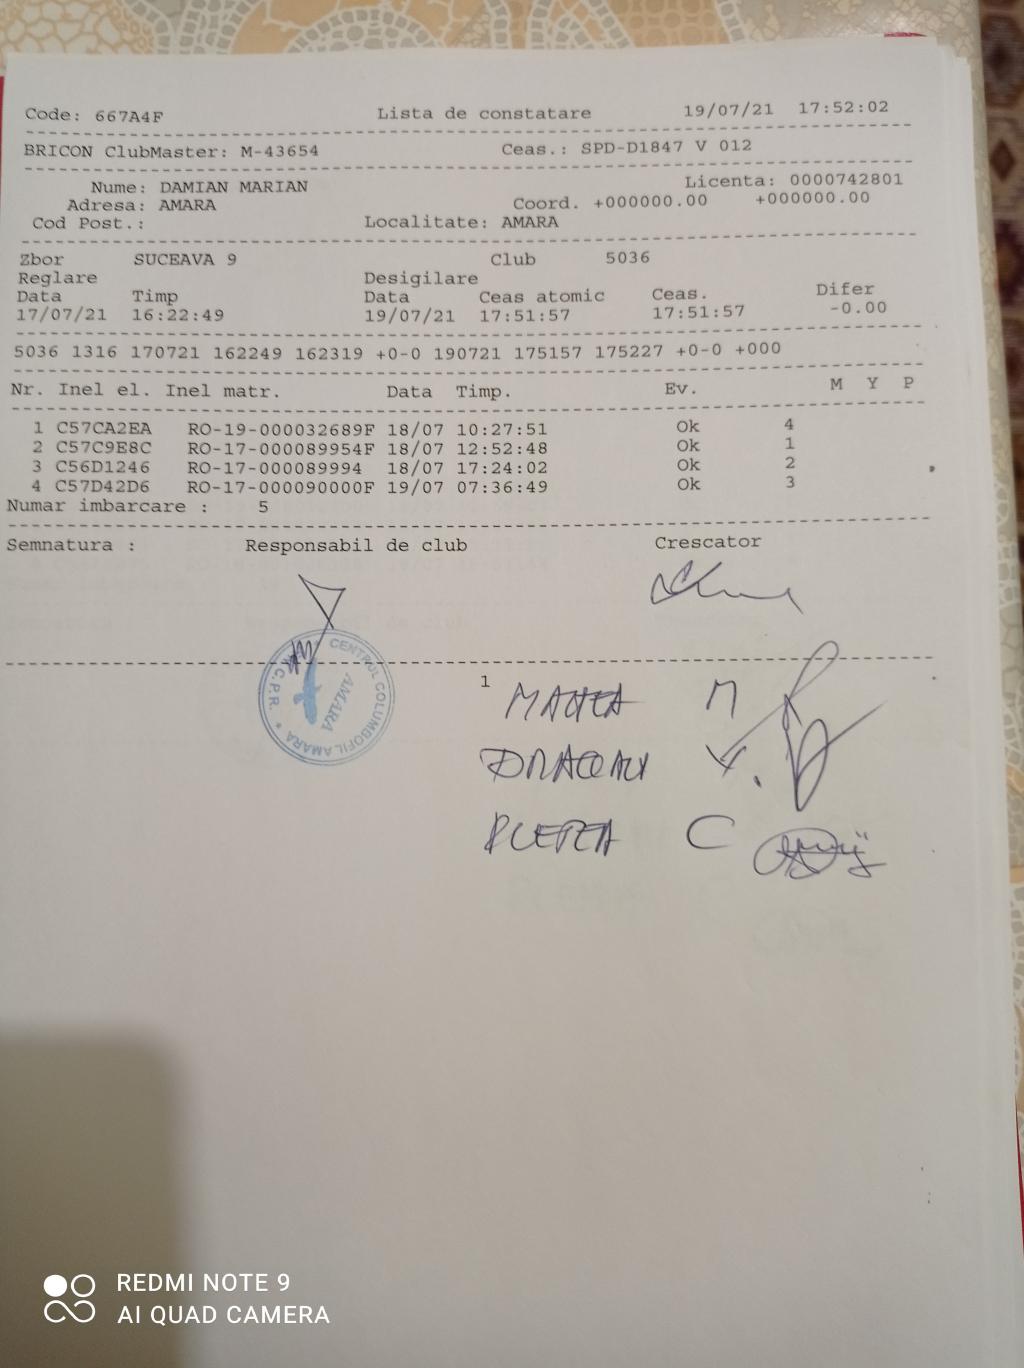 Code: 667A4F Lista de constatare 19/07/21 17:52:02
BRICON ClubMaster: M-43654 Ceas.: SPD-D1847 V 012
Nume: DAMIAN MARIAN Licenta: 0000742801
Adresa: AMARA Coord. +000000.00 +000000.00
Cod Post.: Localitate: AMARA
Zbor SUCEAVA 9 Club 5036
Reglare Desigilare
Data Timp Data Ceas atomic Ceas. Difer
17/07/21 16:22:49 19/07/21 17:51:57 17:51:57 -0.00
5036 1316 170721 162249 162319 +0-0 190721 175157 175227 +0-0 +000
Nr. Inel el. Inel matr. Data Timp. Ev. M Y P
1 C57CA2EA RO-19-000032689F 18/07 10:27:51 Ok 4
2 C57C9E8C RO-17-000089954F 18/07 12:52:48 Ok 1
3 C56D1246 RO-17-000089994 18/07 17:24:02 Ok 2
4 C57D42D6 RO-17-000090000F 19/07 07:36:49 Ok 3
Numar imbarcare : 5
Semnatura : Responsabil de club Crescator
CENTRUL COLUMBOFIL AMARA * U.C.P.R. *
AMARA
1
MANEA M
C
REDMI NOTE 9
AI QUAD CAMERA